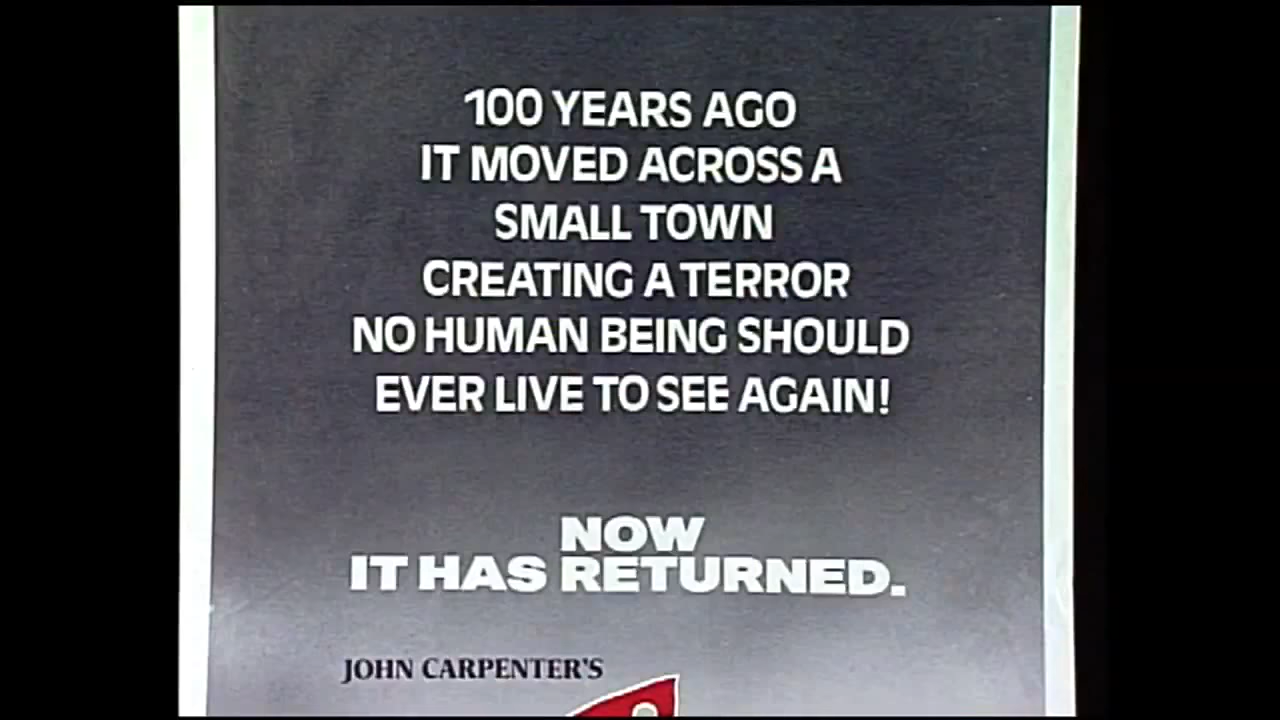 100 YEARS AGO
IT MOVED ACROSS A
SMALL TOWN
CREATING A TERROR
NO HUMAN BEING SHOULD
EVER LIVE TO SEE AGAIN!
NOW
IT HAS RETURNED.
JOHN CARPENTER'S